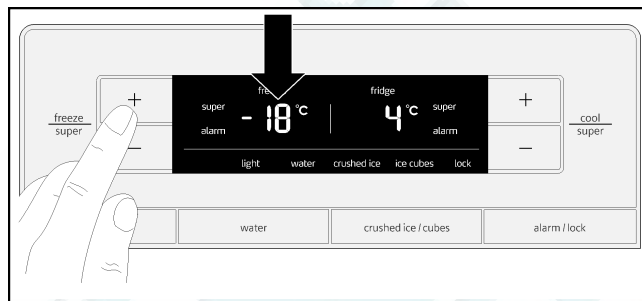 fridge
super
- 18 °C
4 °C
super
alarm
alarm
light water crushed ice ice cubes lock
freeze
super
+
−
+
−
cool
super
water
crushed ice / cubes
alarm / lock